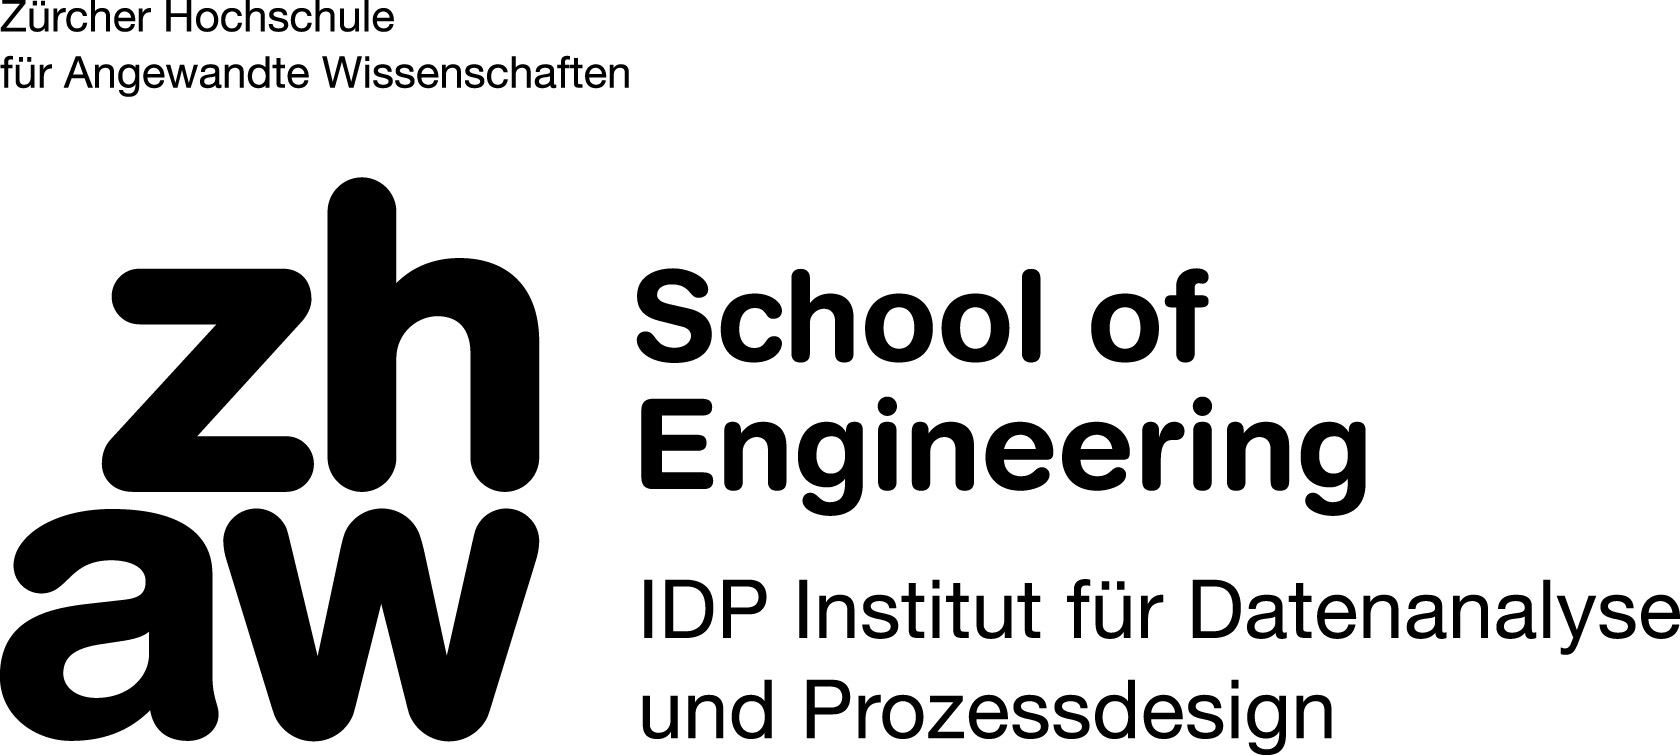 Zürcher Hochschule
für Angewandte Wissenschaften
zh
aw
School of
Engineering
IDP Institut für Datenanalyse
und Prozessdesign